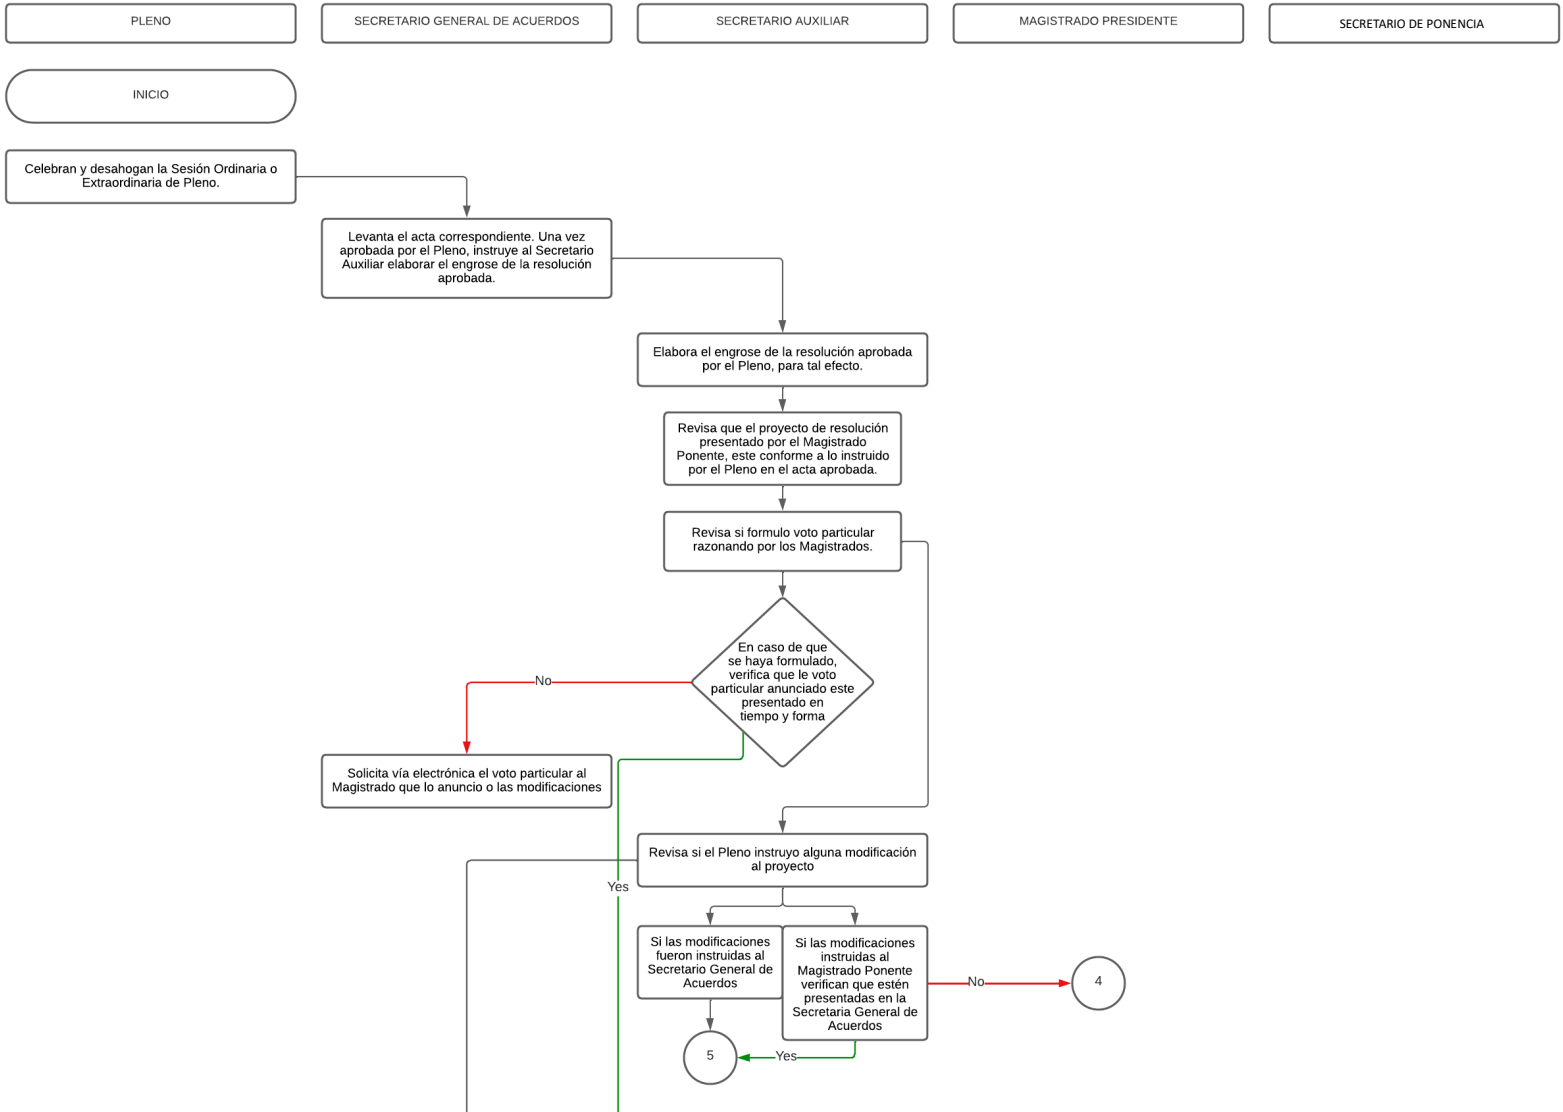 PLENO
SECRETARIO GENERAL DE ACUERDOS
SECRETARIO AUXILIAR
MAGISTRADO PRESIDENTE
SECRETARIO DE PONENCIA
INICIO
Celebran y desahogan la Sesión Ordinaria o
Extraordinaria de Pleno.
Levanta el acta correspondiente. Una vez
aprobada por el Pleno, instruye al Secretario
Auxiliar elaborar el engrose de la resolución
aprobada.
Elabora el engrose de la resolución aprobada
por el Pleno, para tal efecto.
Revisa que el proyecto de resolución
presentado por el Magistrado
Ponente, este conforme a lo instruido
por el Pleno en el acta aprobada.
Revisa si formulo voto particular
razonando por los Magistrados.
En caso de que
se haya formulado,
verifica que le voto
particular anunciado este
presentado en
tiempo y forma
No
Solicita vía electrónica el voto particular al
Magistrado que lo anuncio o las modificaciones
Revisa si el Pleno instruyo alguna modificación
al proyecto
Yes
Si las modificaciones
fueron instruidas al
Secretario General de
Acuerdos
Si las modificaciones
instruidas al
Magistrado Ponente
verifican que estén
presentadas en la
Secretaria General de
Acuerdos
No
4
5
Yes